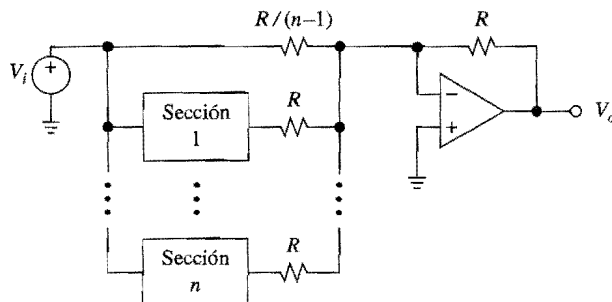 R/(n−1)
R
V_i
+
Sección
1
R
−
+
V_o
Sección
n
R